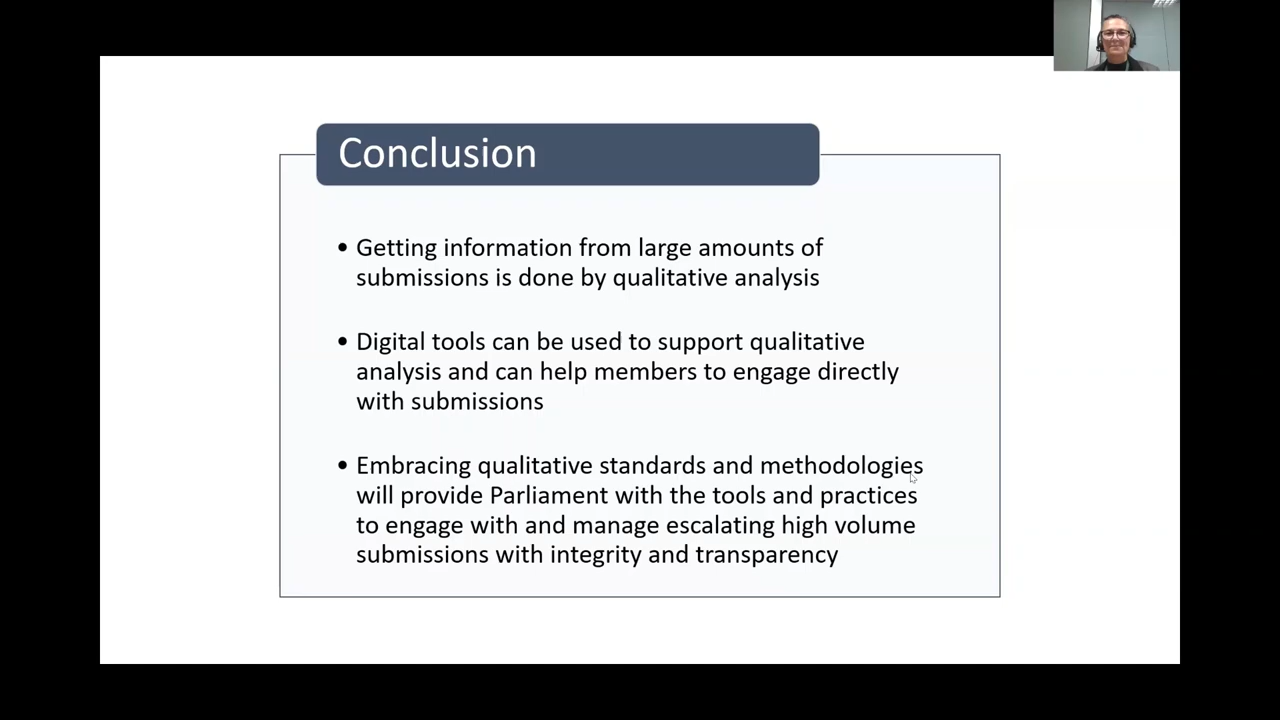 Conclusion
• Getting information from large amounts of
submissions is done by qualitative analysis
• Digital tools can be used to support qualitative
analysis and can help members to engage directly
with submissions
• Embracing qualitative standards and methodologies
will provide Parliament with the tools and practices
to engage with and manage escalating high volume
submissions with integrity and transparency